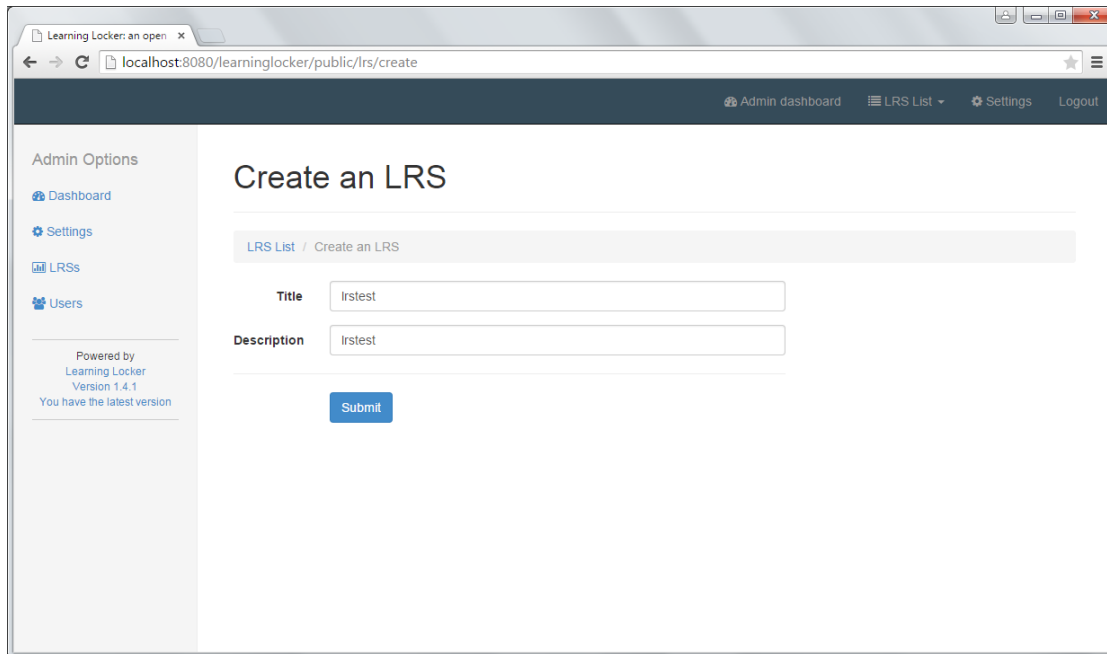 Learning Locker: an open
localhost:8080/learninglocker/public/lrs/create
Admin dashboard LRS List Settings Logout
Admin Options
Dashboard
Settings
LRSs
Users
Powered by
Learning Locker
Version 1.4.1
You have the latest version
Create an LRS
LRS List / Create an LRS
Title lrstest
Description lrstest
Submit